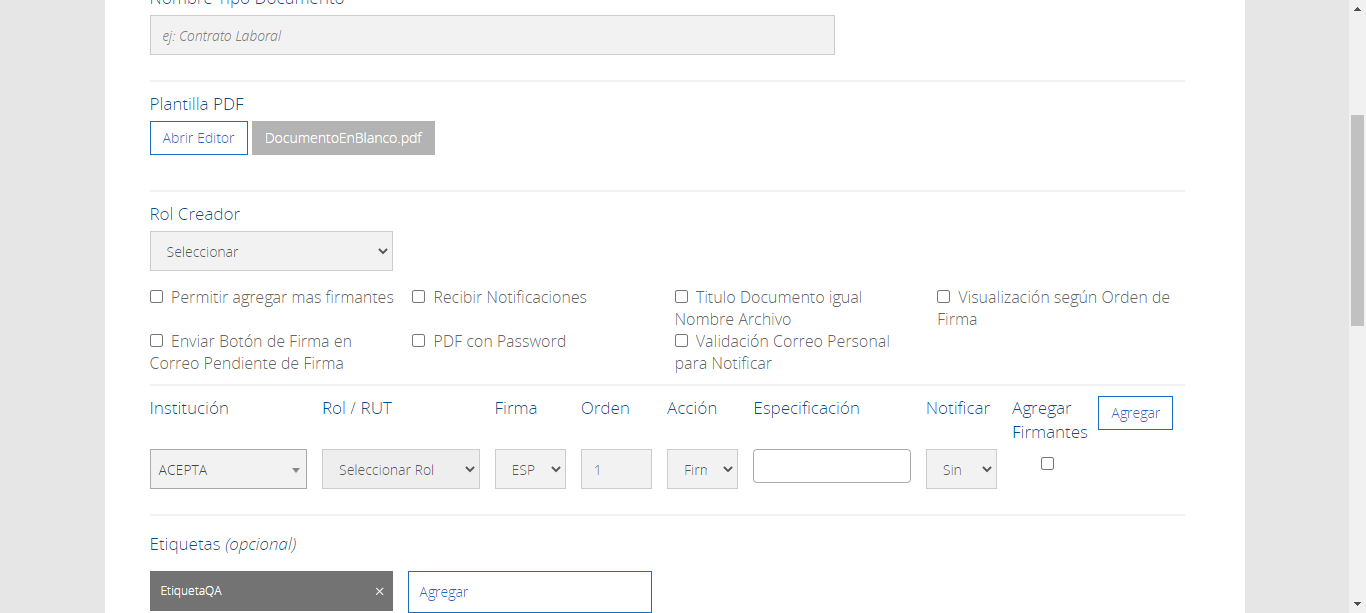 Nombre Tipo Documento
ej: Contrato Laboral
Plantilla PDF
Abrir Editor DocumentoEnBlanco.pdf
Rol Creador
Seleccionar
Permitir agregar mas firmantes Recibir Notificaciones Titulo Documento igual Nombre Archivo Visualización según Orden de Firma
Enviar Botón de Firma en Correo Pendiente de Firma PDF con Password Validación Correo Personal para Notificar
Institución Rol / RUT Firma Orden Acción Especificación Notificar Agregar Firmantes Agregar
ACEPTA Seleccionar Rol ESP 1 Firn Sin
Etiquetas (opcional)
EtiquetaQA × Agregar